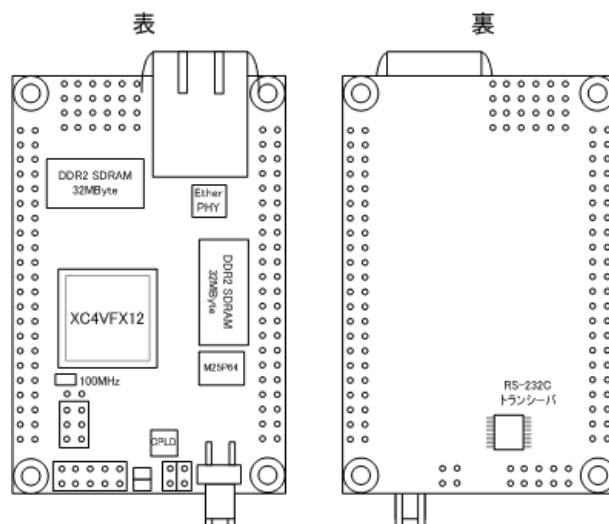 表
裏
DDR2 SDRAM
32MByte
Ether
PHY
DDR2 SDRAM
32MByte
XC4VFX12
M25P64
100MHz
CPLD
RS-232C
トランシーバ